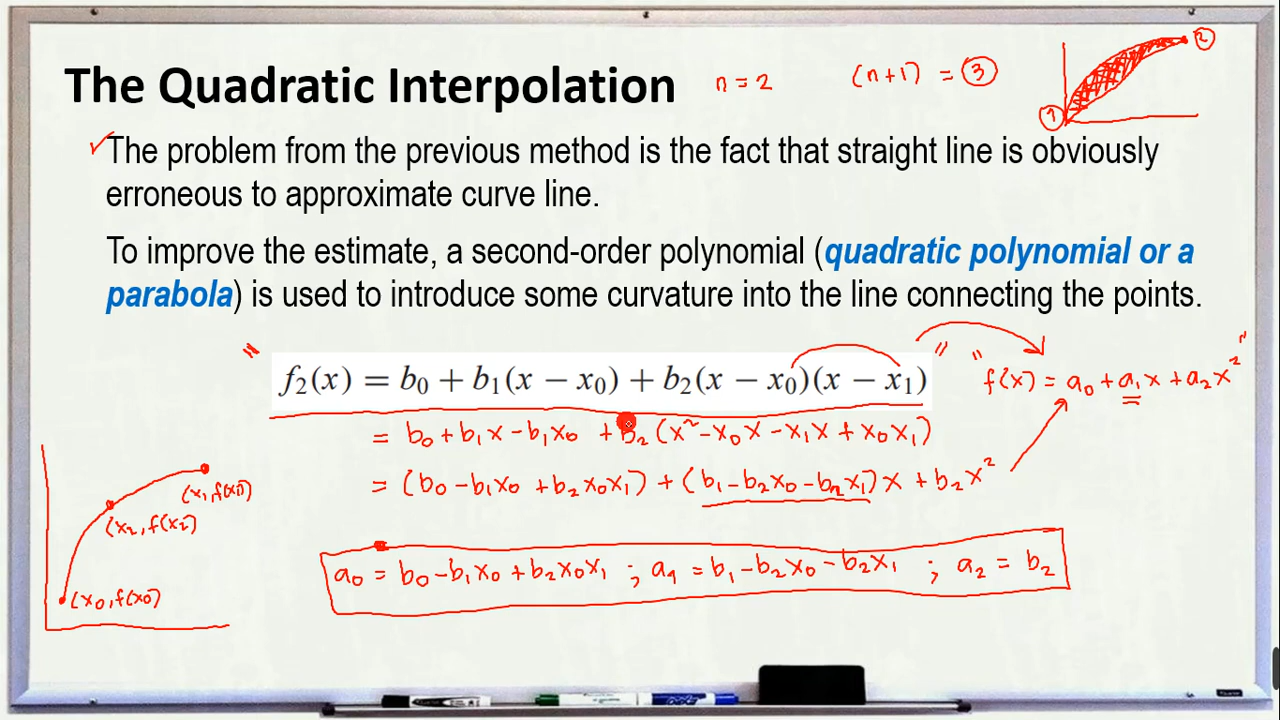 The Quadratic Interpolation n = 2 (n+1) = ③
① ②
✓The problem from the previous method is the fact that straight line is obviously
erroneous to approximate curve line.
To improve the estimate, a second-order polynomial (quadratic polynomial or a
parabola) is used to introduce some curvature into the line connecting the points.
" f₂(x) = b₀ + b₁(x − x₀) + b₂(x − x₀)(x − x₁) " " f(x) = a₀ + a₁x + a₂x² "
= b₀ + b₁x − b₁x₀ + b₂(x² − x₀x − x₁x + x₀x₁)
= (b₀ − b₁x₀ + b₂x₀x₁) + (b₁ − b₂x₀ − b₂x₁)x + b₂x²
(x₁, f(x₁))
(x₂, f(x₂))
(x₀, f(x₀))
a₀ = b₀ − b₁x₀ + b₂x₀x₁ ; a₁ = b₁ − b₂x₀ − b₂x₁ ; a₂ = b₂